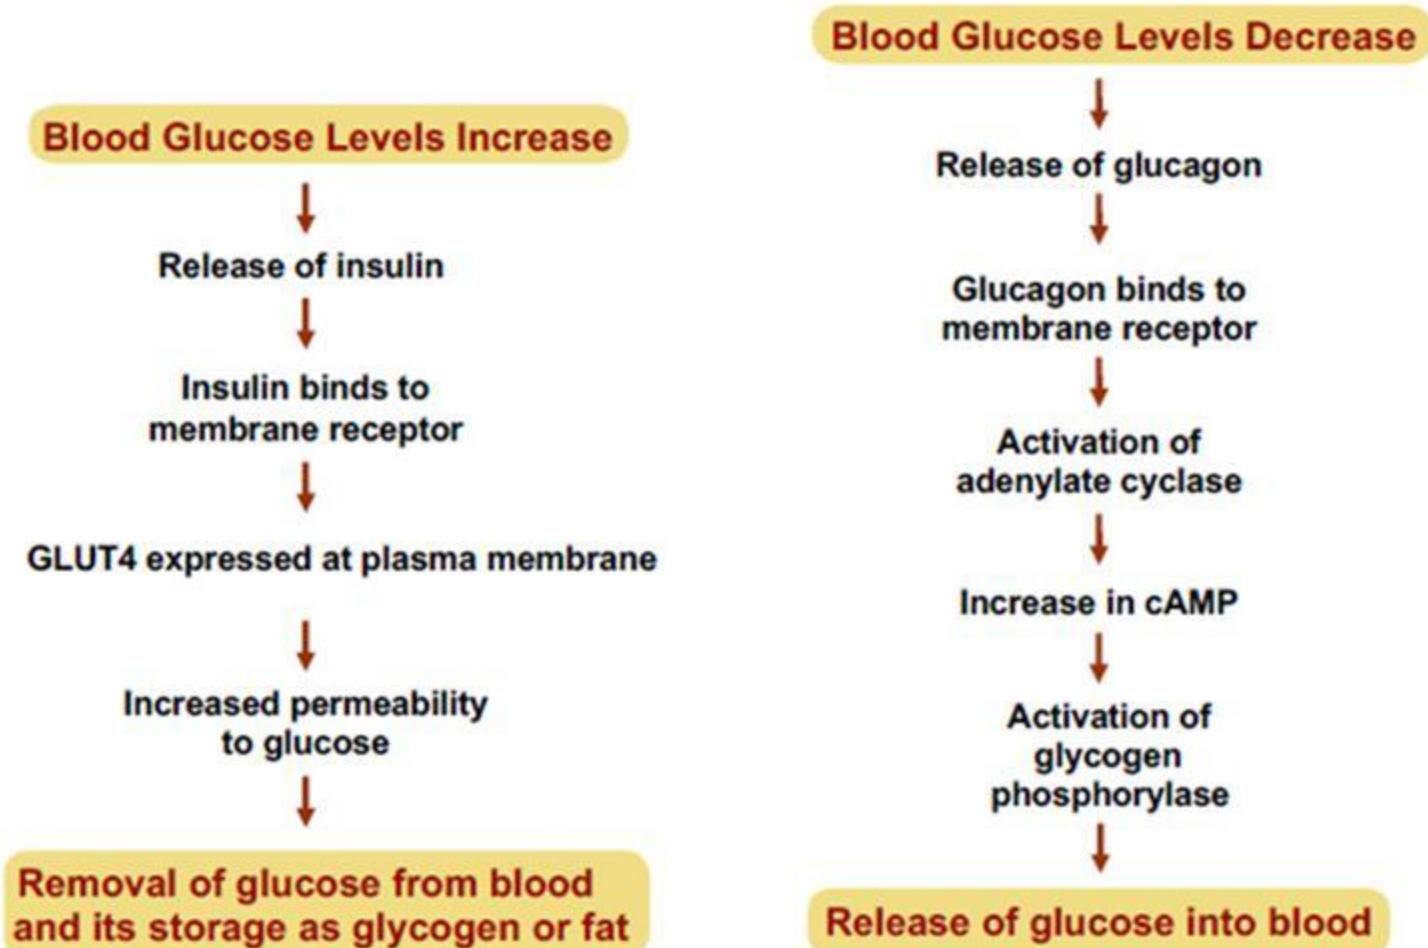 Blood Glucose Levels Increase
Release of insulin
Insulin binds to
membrane receptor
GLUT4 expressed at plasma membrane
Increased permeability
to glucose
Removal of glucose from blood
and its storage as glycogen or fat
Blood Glucose Levels Decrease
Release of glucagon
Glucagon binds to
membrane receptor
Activation of
adenylate cyclase
Increase in cAMP
Activation of
glycogen
phosphorylase
Release of glucose into blood